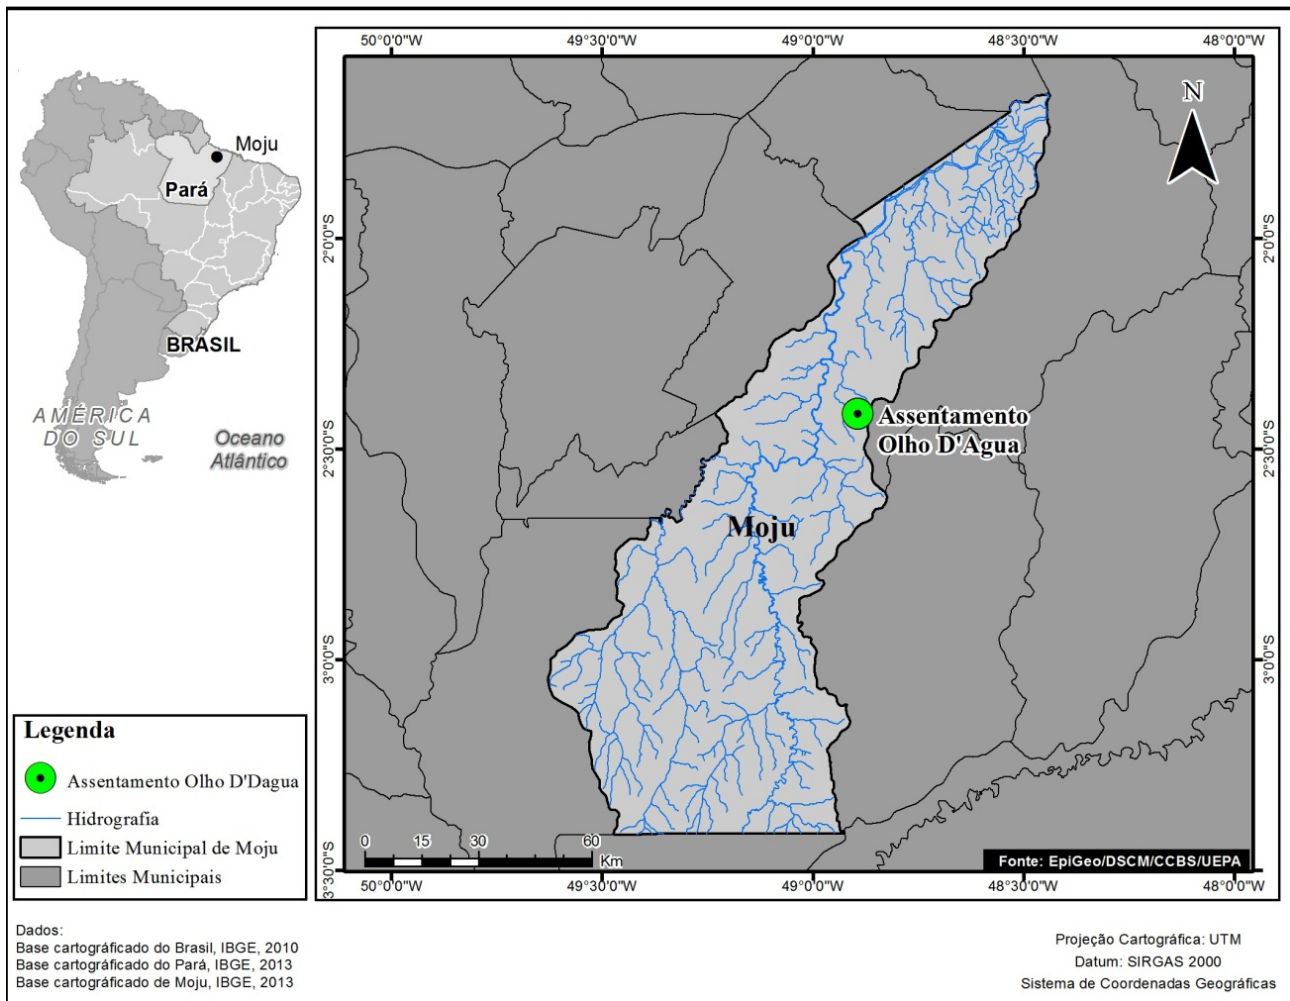 50°0'0"W
49°30'0"W
49°0'0"W
48°30'0"W
48°0'0"W
N
Moju
Pará
BRASIL
AMÉRICA
DO SUL
Oceano
Atlântico
2°0'0"S
2°30'0"S
3°0'0"S
3°30'0"S
2°0'0"S
2°30'0"S
3°0'0"S
Assentamento
Olho D'Agua
Moju
Legenda
Assentamento Olho D'Dagua
Hidrografia
Limite Municipal de Moju
Limites Municipais
0 15 30 60
Km
Fonte: EpiGeo/DSCM/CCBS/UEPA
50°0'0"W
49°30'0"W
49°0'0"W
48°30'0"W
48°0'0"W
Dados:
Base cartográficado do Brasil, IBGE, 2010
Base cartográficado do Pará, IBGE, 2013
Base cartográficado de Moju, IBGE, 2013
Projeção Cartográfica: UTM
Datum: SIRGAS 2000
Sistema de Coordenadas Geográficas